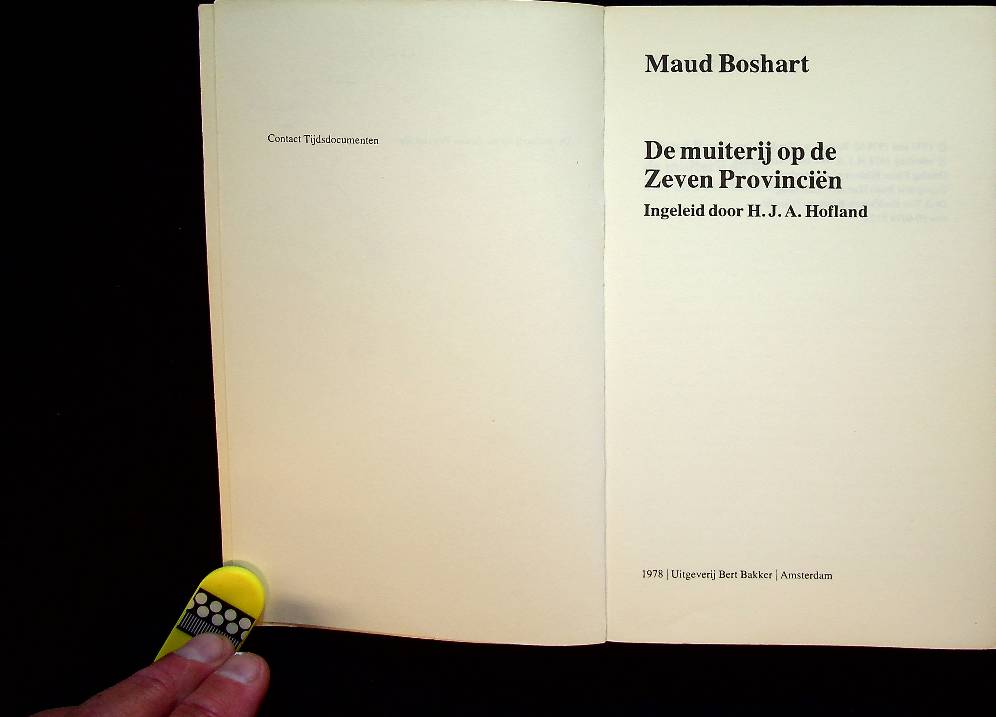 Contact Tijdsdocumenten
Maud Boshart
De muiterij op de
Zeven Provinciën
Ingeleid door H. J. A. Hofland
1978 | Uitgeverij Bert Bakker | Amsterdam